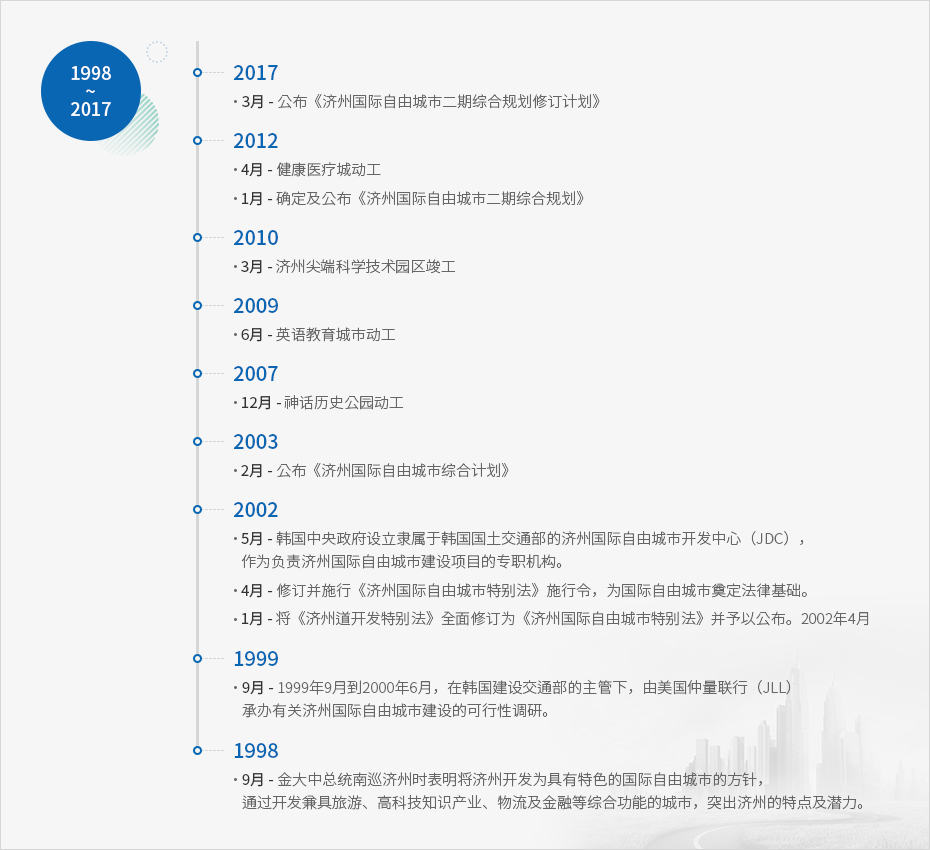 1998
~
2017
2017
• 3月 - 公布《济州国际自由城市二期综合规划修订计划》
2012
• 4月 - 健康医疗城动工
• 1月 - 确定及公布《济州国际自由城市二期综合规划》
2010
• 3月 - 济州尖端科学技术园区竣工
2009
• 6月 - 英语教育城市动工
2007
• 12月 - 神话历史公园动工
2003
• 2月 - 公布《济州国际自由城市综合计划》
2002
• 5月 - 韩国中央政府设立隶属于韩国国土交通部的济州国际自由城市开发中心（JDC），
作为负责济州国际自由城市建设项目的专职机构。
• 4月 - 修订并施行《济州国际自由城市特别法》施行令，为国际自由城市奠定法律基础。
• 1月 - 将《济州道开发特别法》全面修订为《济州国际自由城市特别法》并予以公布。2002年4月
1999
• 9月 - 1999年9月到2000年6月，在韩国建设交通部的主管下，由美国仲量联行（JLL）
承办有关济州国际自由城市建设的可行性调研。
1998
• 9月 - 金大中总统南巡济州时表明将济州开发为具有特色的国际自由城市的方针，
通过开发兼具旅游、高科技知识产业、物流及金融等综合功能的城市，突出济州的特点及潜力。